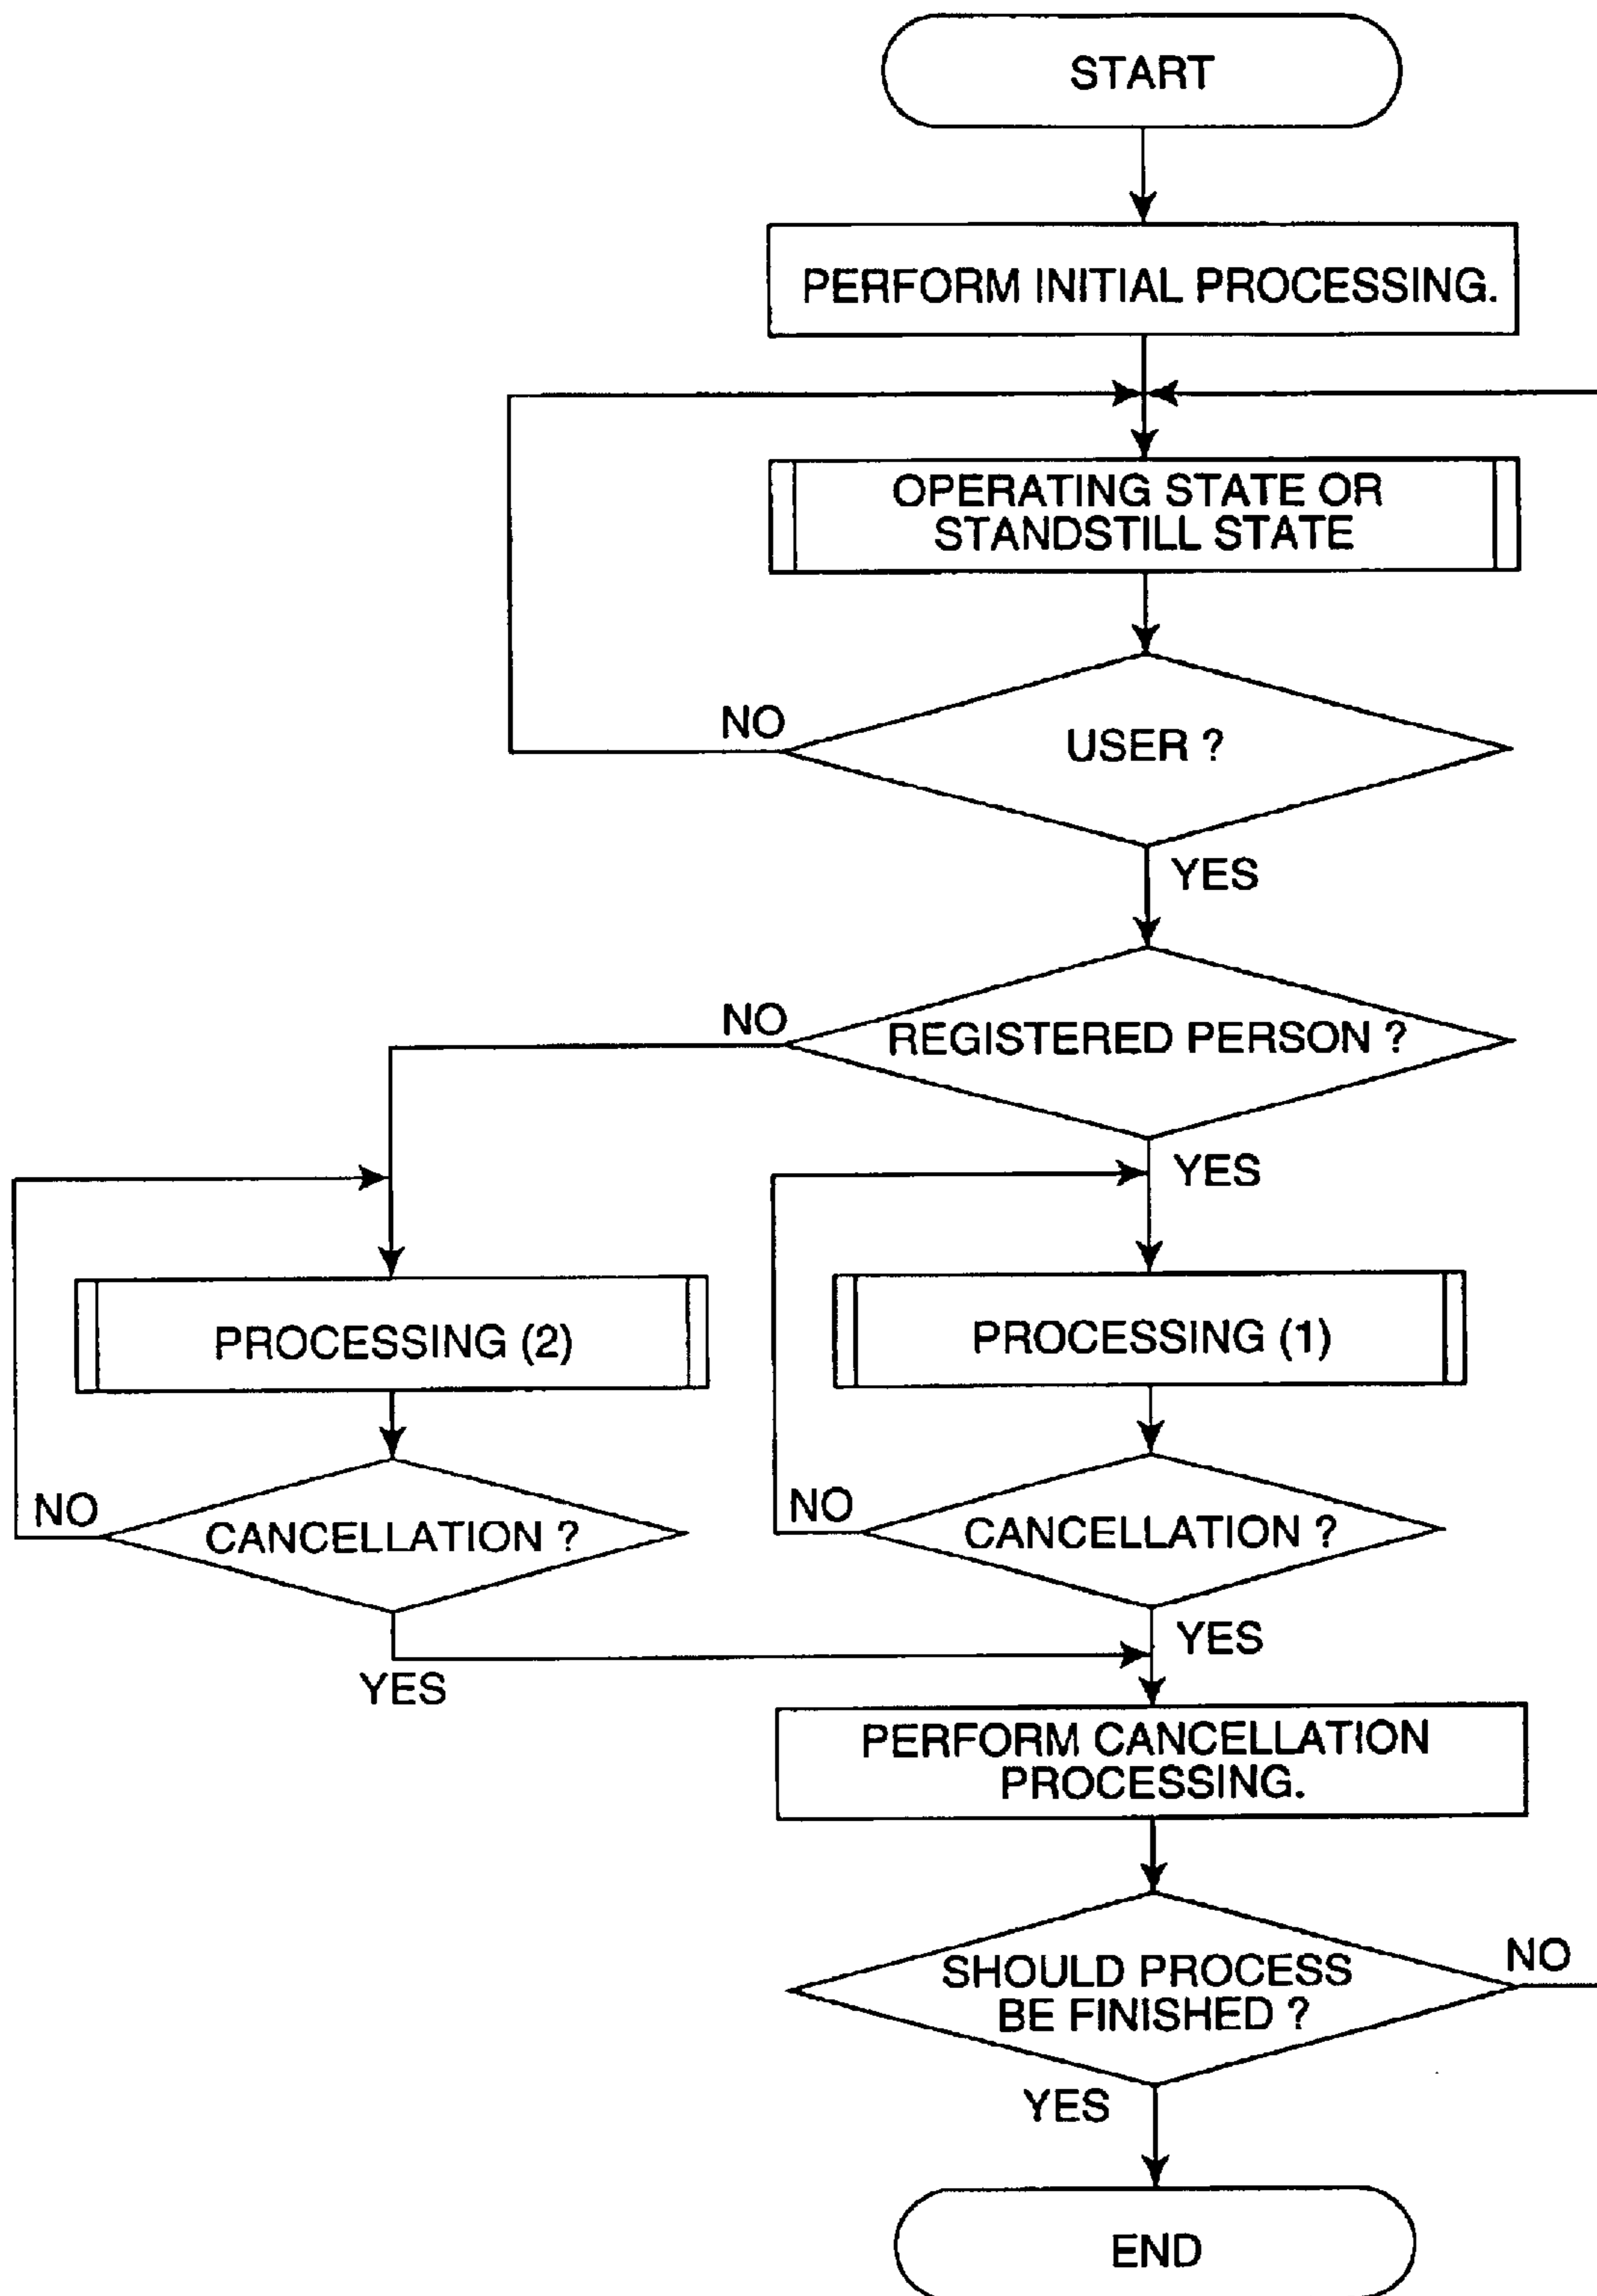 START
PERFORM INITIAL PROCESSING.
OPERATING STATE OR
STANDSTILL STATE
NO
USER ?
YES
NO
REGISTERED PERSON ?
YES
PROCESSING (2)
PROCESSING (1)
NO
CANCELLATION ?
NO
CANCELLATION ?
YES
YES
PERFORM CANCELLATION
PROCESSING.
SHOULD PROCESS
BE FINISHED ?
NO
YES
END